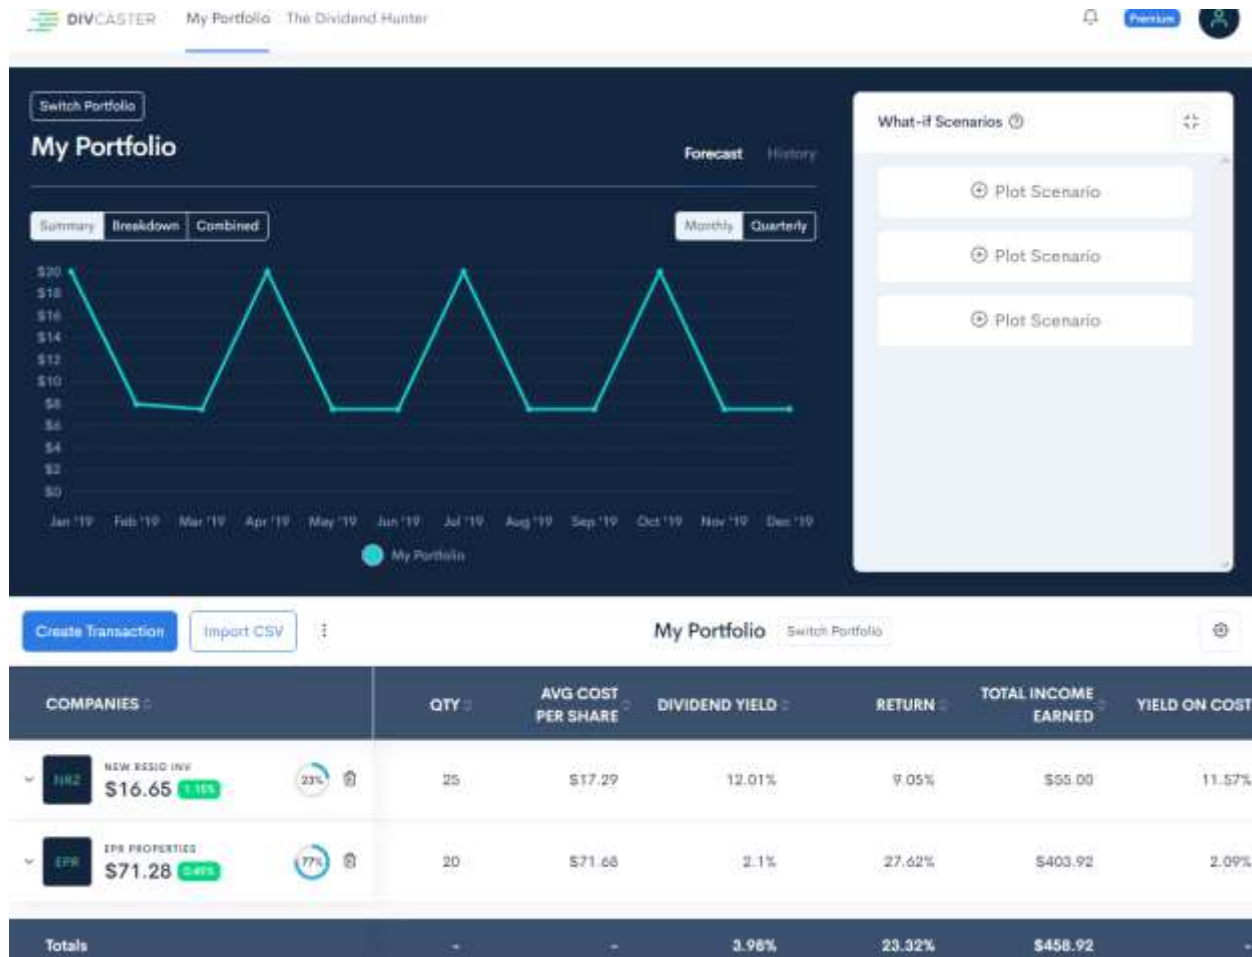 DIVCASTER My Portfolio The Dividend Hunter Premium
Switch Portfolio
My Portfolio
Forecast History
Summary Breakdown Combined
Monthly Quarterly
$20
$18
$16
$14
$12
$10
$8
$6
$4
$2
$0
Jan '19 Feb '19 Mar '19 Apr '19 May '19 Jun '19 Jul '19 Aug '19 Sep '19 Oct '19 Nov '19 Dec '19
My Portfolio
What-if Scenarios
Plot Scenario
Plot Scenario
Plot Scenario
Create Transaction Import CSV My Portfolio Switch Portfolio
COMPANIES QTY AVG COST PER SHARE DIVIDEND YIELD RETURN TOTAL INCOME EARNED YIELD ON COST
NRZ NEW RESID INV
$16.65 1.15% 23% 25 $17.29 12.01% 9.05% $55.00 11.57%
EPR EPR PROPERTIES
$71.28 77% 20 $71.68 2.1% 27.62% $403.92 2.09%
Totals - - 3.98% 23.32% $458.92 -